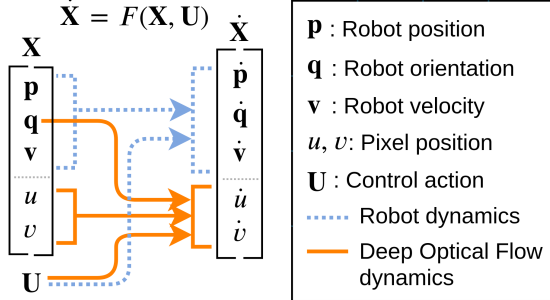 Ẋ = F(X, U)
X
Ẋ
p
q
v
u
v
U
ṗ
q̇
v̇
u̇
v̇
p : Robot position
q : Robot orientation
v : Robot velocity
u, v: Pixel position
U : Control action
Robot dynamics
Deep Optical Flow
dynamics